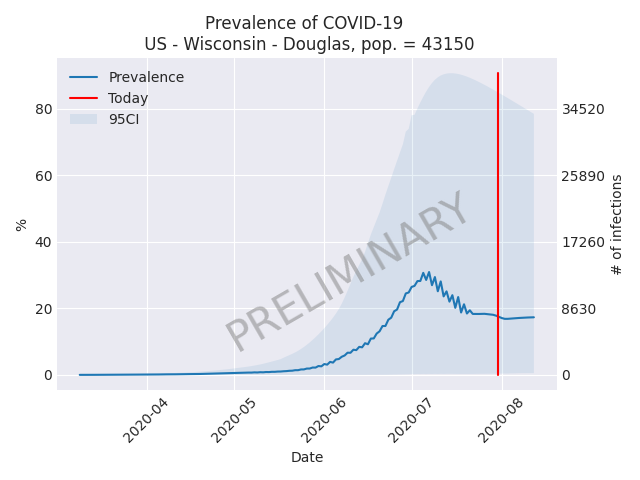 Prevalence of COVID-19
US - Wisconsin - Douglas, pop. = 43150
Prevalence
Today
95CI
80
60
40
20
0
%
34520
25890
17260
8630
0
# of infections
PRELIMINARY
2020-04
2020-05
2020-06
2020-07
2020-08
Date